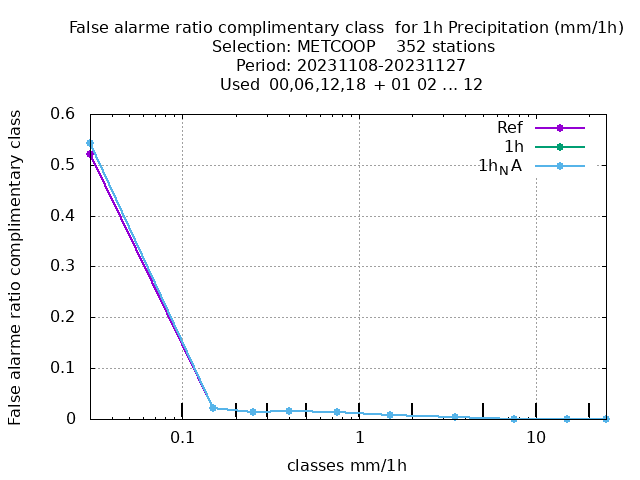 False alarme ratio complimentary class  for 1h Precipitation (mm/1h)
Selection: METCOOP    352 stations
Period: 20231108-20231127
Used  00,06,12,18  + 01 02 ... 12
False alarme ratio complimentary class
0.6
0.5
0.4
0.3
0.2
0.1
0
Ref
1h
1hNA
0.1
1
10
classes mm/1h